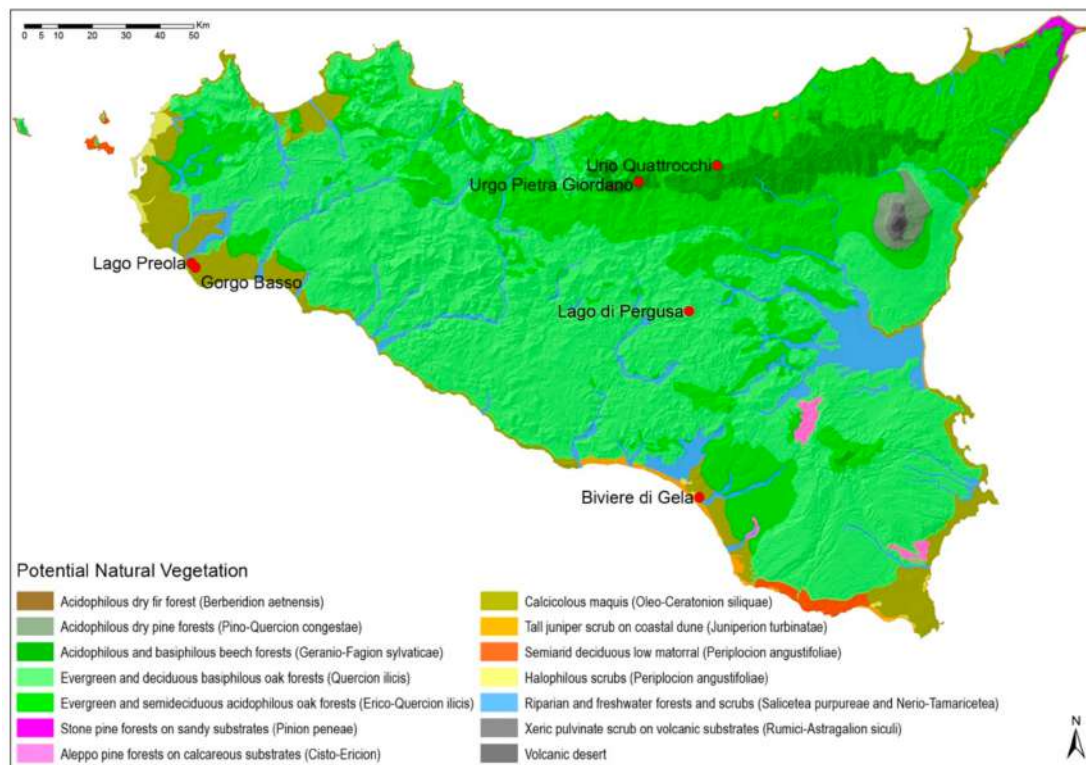 Km
0 5 10 20 30 40 50
Urio Quattrocchi
Urgo Pietra Giordano
Lago Preola
Gorgo Basso
Lago di Pergusa
Biviere di Gela
Potential Natural Vegetation
Acidophilous dry fir forest (Berberidion aetnensis)
Acidophilous dry pine forests (Pino-Quercion congestae)
Acidophilous and basiphilous beech forests (Geranio-Fagion sylvaticae)
Evergreen and deciduous basiphilous oak forests (Quercion ilicis)
Evergreen and semideciduous acidophilous oak forests (Erico-Quercion ilicis)
Stone pine forests on sandy substrates (Pinion peneae)
Aleppo pine forests on calcareous substrates (Cisto-Ericion)
Calcicolous maquis (Oleo-Ceratonion siliquae)
Tall juniper scrub on coastal dune (Juniperion turbinatae)
Semiarid deciduous low matorral (Periplocion angustifoliae)
Halophilous scrubs (Periplocion angustifoliae)
Riparian and freshwater forests and scrubs (Salicetea purpureae and Nerio-Tamaricetea)
Xeric pulvinate scrub on volcanic substrates (Rumici-Astragalion siculi)
Volcanic desert
N